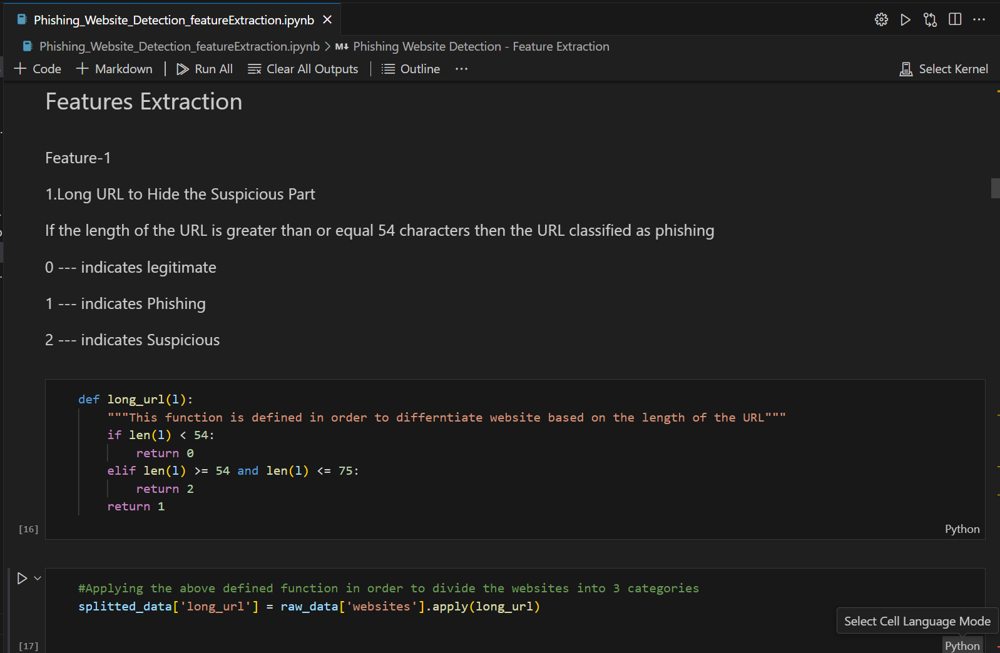 Phishing_Website_Detection_featureExtraction.ipynb
Phishing_Website_Detection_featureExtraction.ipynb > M↓ Phishing Website Detection - Feature Extraction
+ Code + Markdown | Run All Clear All Outputs | Outline ... Select Kernel
Features Extraction
Feature-1
1.Long URL to Hide the Suspicious Part
If the length of the URL is greater than or equal 54 characters then the URL classified as phishing
0 --- indicates legitimate
1 --- indicates Phishing
2 --- indicates Suspicious
def long_url(l):
    """This function is defined in order to differntiate website based on the length of the URL"""
    if len(l) < 54:
        return 0
    elif len(l) >= 54 and len(l) <= 75:
        return 2
    return 1
[16] Python
#Applying the above defined function in order to divide the websites into 3 categories
splitted_data['long_url'] = raw_data['websites'].apply(long_url)
Select Cell Language Mode
[17] Python